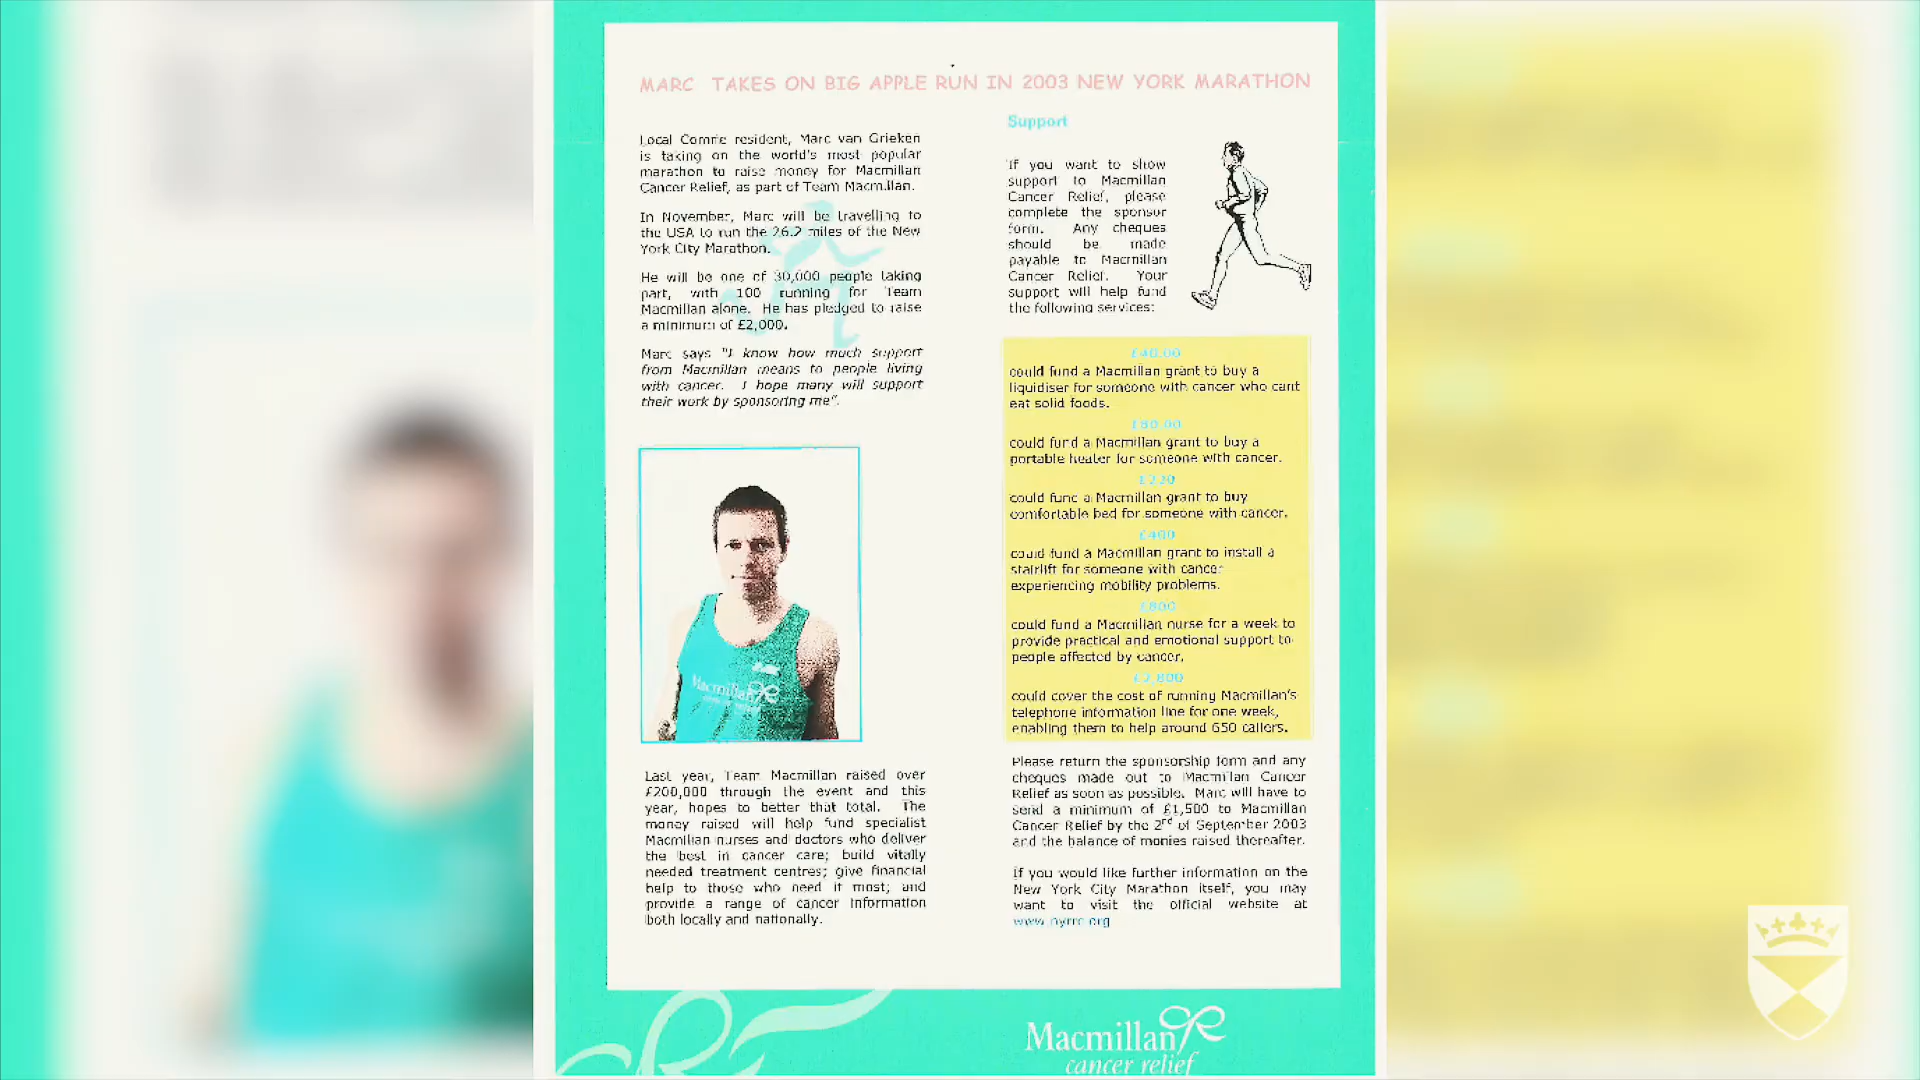 MARC TAKES ON BIG APPLE RUN IN 2003 NEW YORK MARATHON
Local Comrie resident, Marc van Grieken
is taking on the world's most popular
marathon to raise money for Macmillan
Cancer Relief, as part of Team Macmillan.
In November, Marc will be travelling to
the USA to run the 26.2 miles of the New
York City Marathon.
He will be one of 30,000 people taking
part, with 100 running for Team
Macmillan alone. He has pledged to raise
a minimum of £2,000.
Marc says "I know how much support
from Macmillan means to people living
with cancer. I hope many will support
their work by sponsoring me".
Macmillan
Last year, Team Macmillan raised over
£200,000 through the event and this
year, hopes to better that total. The
money raised will help fund specialist
Macmillan nurses and doctors who deliver
the best in cancer care; build vitally
needed treatment centres; give financial
help to those who need it most; and
provide a range of cancer information
both locally and nationally.
Support
If you want to show
support to Macmillan
Cancer Relief, please
complete the sponsor
form. Any cheques
should be made
payable to Macmillan
Cancer Relief. Your
support will help fund
the following services:
£40.00
could fund a Macmillan grant to buy a
liquidiser for someone with cancer who cant
eat solid foods.
could fund a Macmillan grant to buy a
portable heater for someone with cancer.
could fund a Macmillan grant to buy
comfortable bed for someone with cancer.
£400
could fund a Macmillan grant to install a
stairlift for someone with cancer
experiencing mobility problems.
could fund a Macmillan nurse for a week to
provide practical and emotional support to
people affected by cancer.
could cover the cost of running Macmillan's
telephone information line for one week,
enabling them to help around 650 callers.
Please return the sponsorship form and any
cheques made out to Macmillan Cancer
Relief as soon as possible. Marc will have to
send a minimum of £1,500 to Macmillan
Cancer Relief by the 2nd of September 2003
and the balance of monies raised thereafter.
If you would like further information on the
New York City Marathon itself, you may
want to visit the official website at
www.nyrrc.org
Macmillan
cancer relief